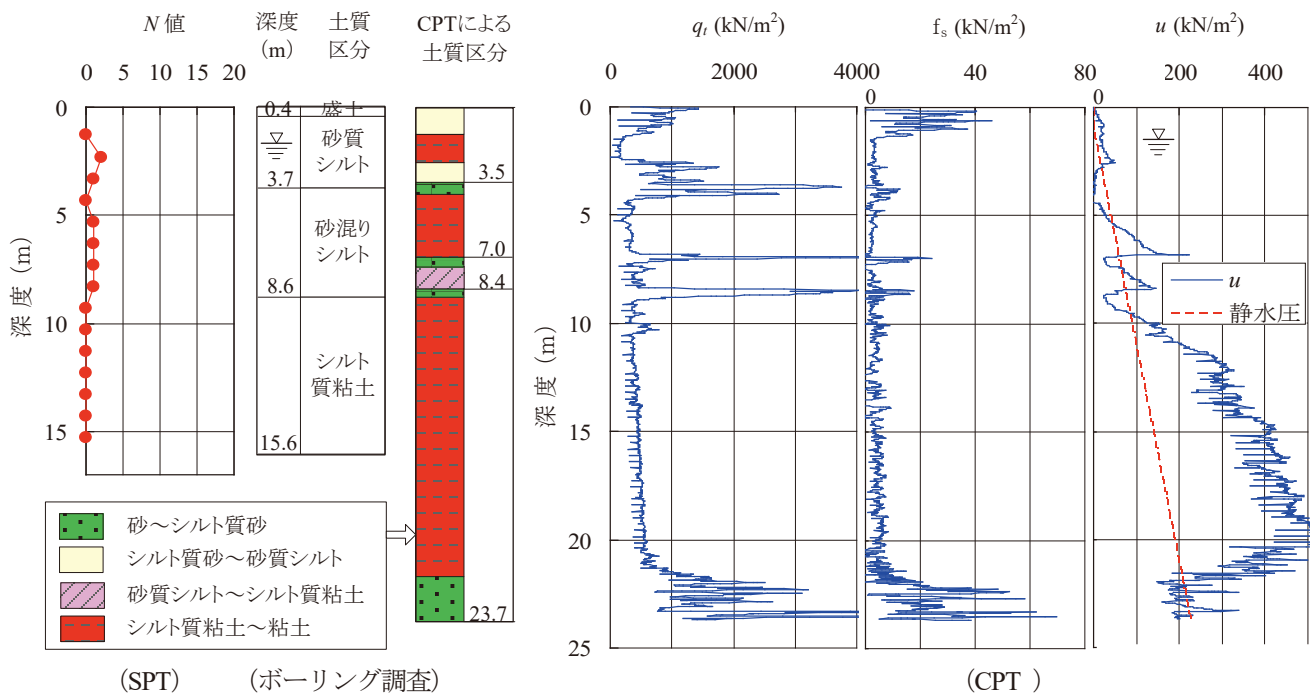 N 値
0 5 10 15 20
深度 (m)
0
5
10
15
深度
(m)
土質
区分
0.4 盛土
砂質
シルト
3.7
砂混り
シルト
8.6
シルト
質粘土
15.6
CPTによる
土質区分
3.5
7.0
8.4
23.7
砂～シルト質砂
シルト質砂～砂質シルト
砂質シルト～シルト質粘土
シルト質粘土～粘土
(SPT)
(ボーリング調査)
qt (kN/m²)
0 2000 4000
深度 (m)
0
5
10
15
20
25
fs (kN/m²)
0 40 80
u (kN/m²)
0 200 400
u
静水圧
(CPT)